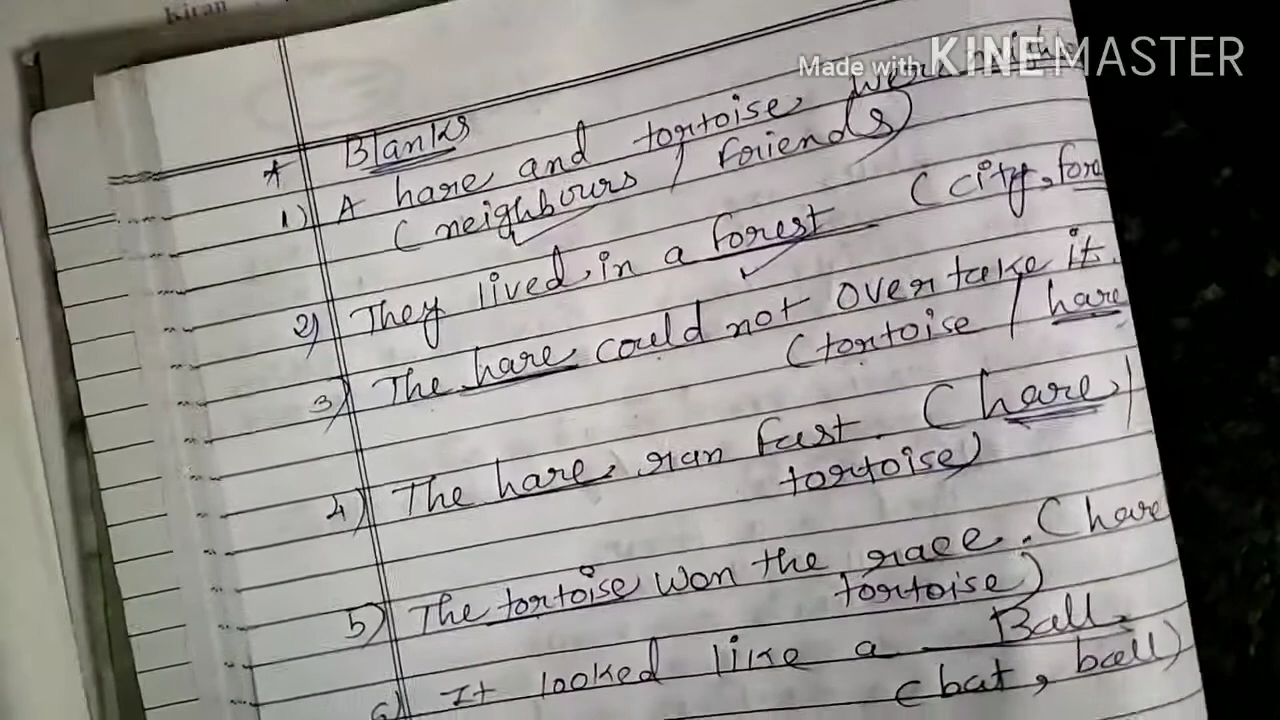 Kiran
Made with KINEMASTER
* Blanks
1) A hare and tortoise were
(neighbours / friends)
2) They lived in a forest (city,
3) The hare could not overtake it.
(tortoise / hare
4) The hare ran fast. (hare /
tortoise)
5) The tortoise won the race. (hare
tortoise)
6) It looked like a Ball.
(bat, ball)